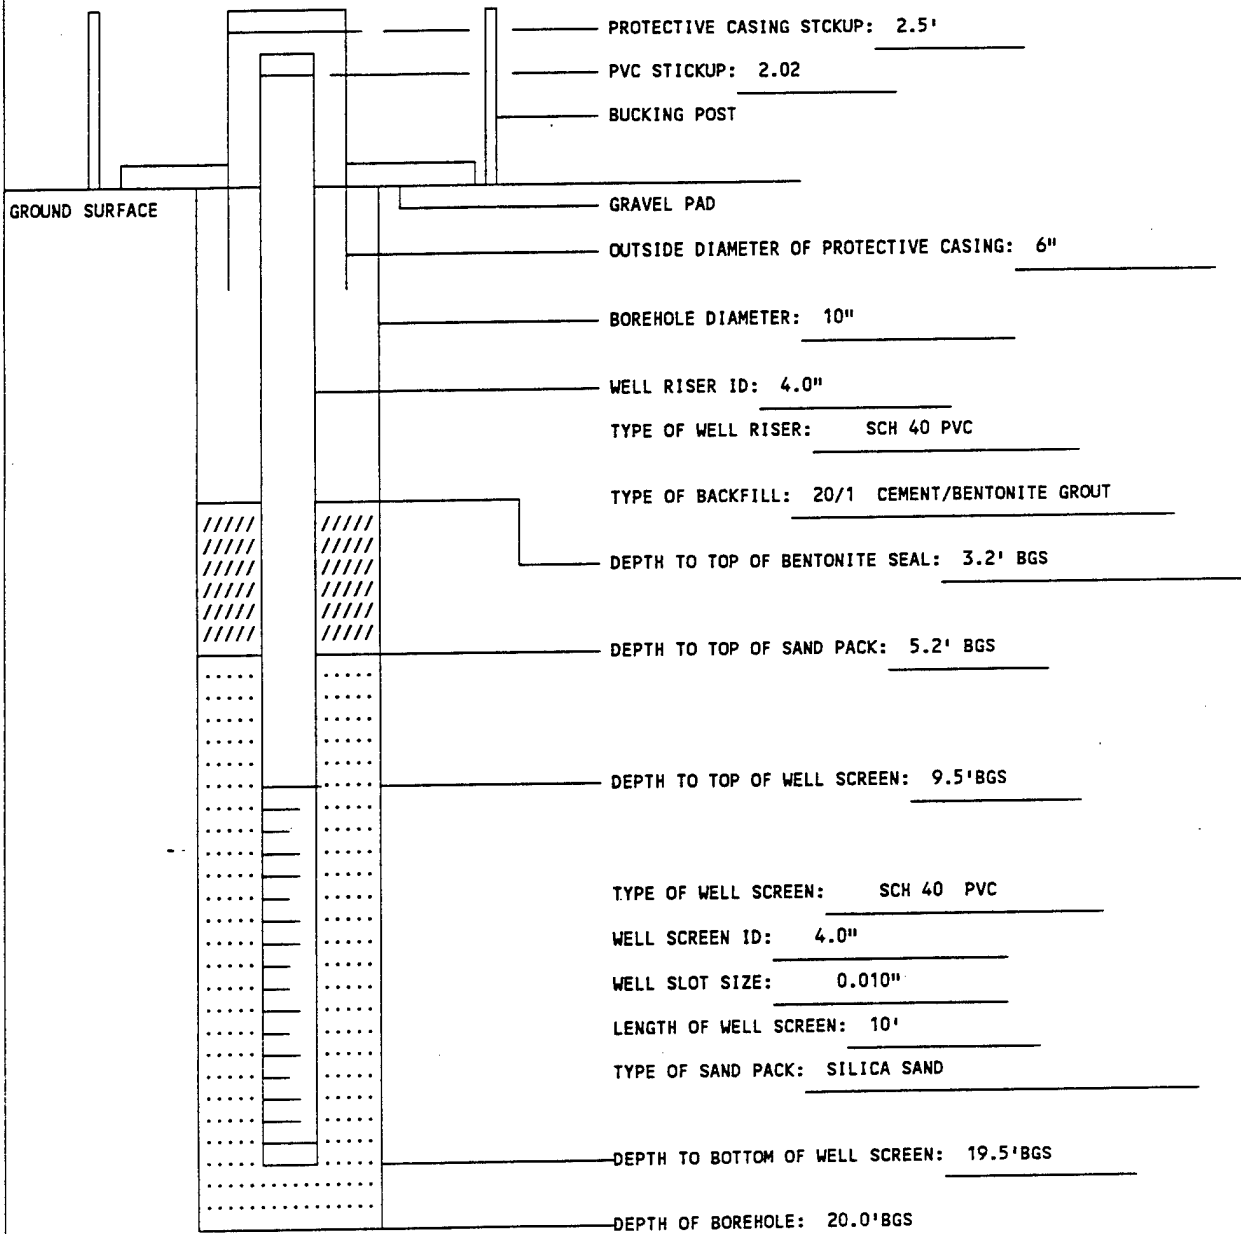 PROTECTIVE CASING STCKUP: 2.5'
PVC STICKUP: 2.02
BUCKING POST
GROUND SURFACE
GRAVEL PAD
OUTSIDE DIAMETER OF PROTECTIVE CASING: 6"
BOREHOLE DIAMETER: 10"
WELL RISER ID: 4.0"
TYPE OF WELL RISER: SCH 40 PVC
TYPE OF BACKFILL: 20/1 CEMENT/BENTONITE GROUT
DEPTH TO TOP OF BENTONITE SEAL: 3.2' BGS
DEPTH TO TOP OF SAND PACK: 5.2' BGS
DEPTH TO TOP OF WELL SCREEN: 9.5'BGS
TYPE OF WELL SCREEN: SCH 40 PVC
WELL SCREEN ID: 4.0"
WELL SLOT SIZE: 0.010"
LENGTH OF WELL SCREEN: 10'
TYPE OF SAND PACK: SILICA SAND
DEPTH TO BOTTOM OF WELL SCREEN: 19.5'BGS
DEPTH OF BOREHOLE: 20.0'BGS